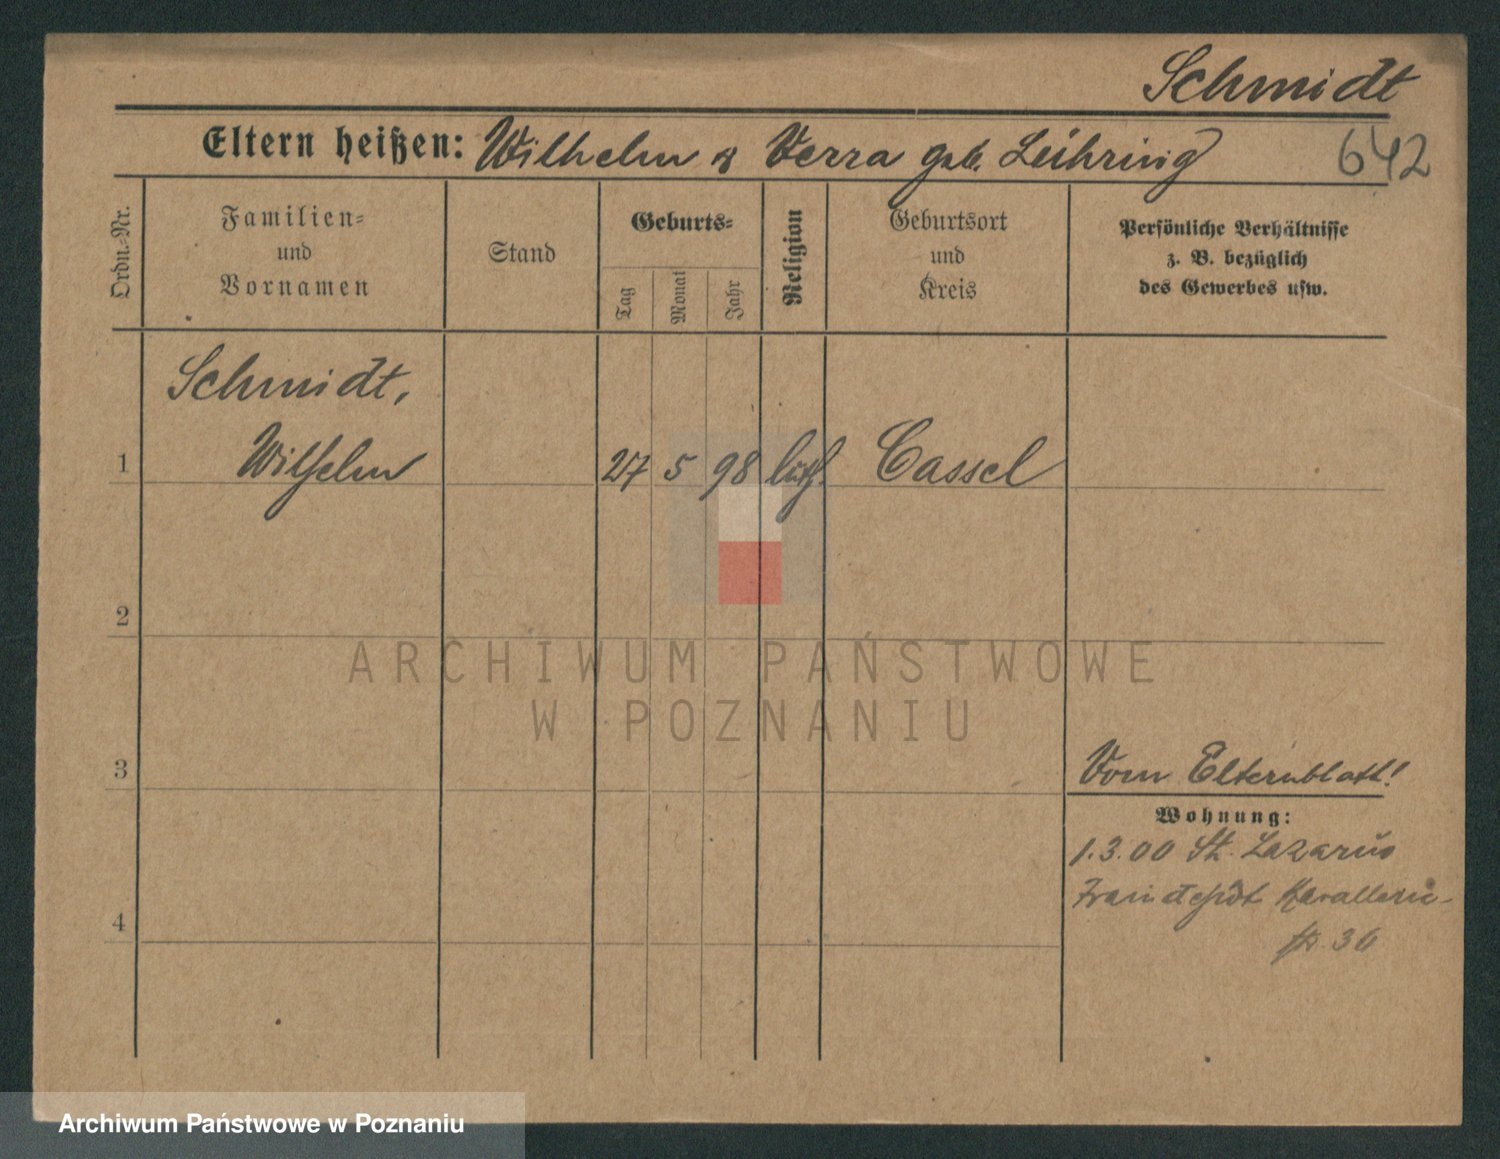 Schmidt
Eltern heißen: Wilhelm & Verra geb. Lühring
642
Ordn.-Nr.
Familien-
und
Vornamen
Stand
Geburts-
Tag
Monat
Jahr
Religion
Geburtsort
und
Kreis
Persönliche Verhältnisse
z. B. bezüglich
des Gewerbes usw.
Schmidt,
1 Wilhelm 27 5 98 luth. Cassel
2
ARCHIWUM PAŃSTWOWE
W POZNANIU
3
Vom Elternblatt!
Wohnung:
1.3.00 St. Lazarus
Kavallerie-
4
str. 36
Archiwum Państwowe w Poznaniu